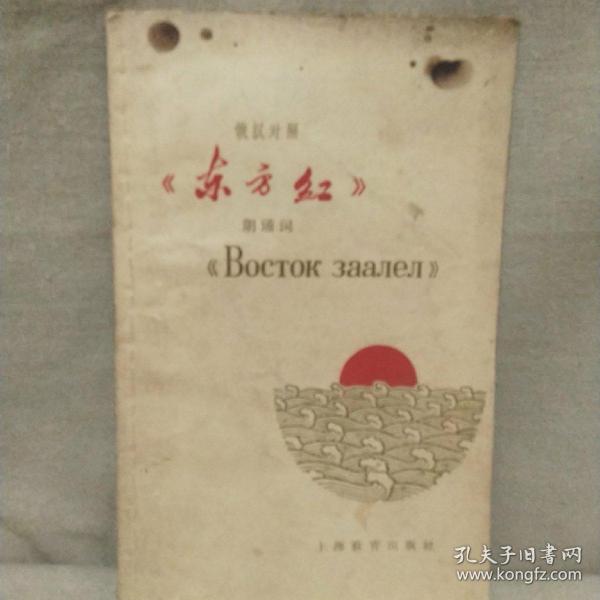 俄汉对照
《东方红》
朗诵词
《Восток заалел》
上海教育出版社
孔夫子旧书网
www.kongfz.com